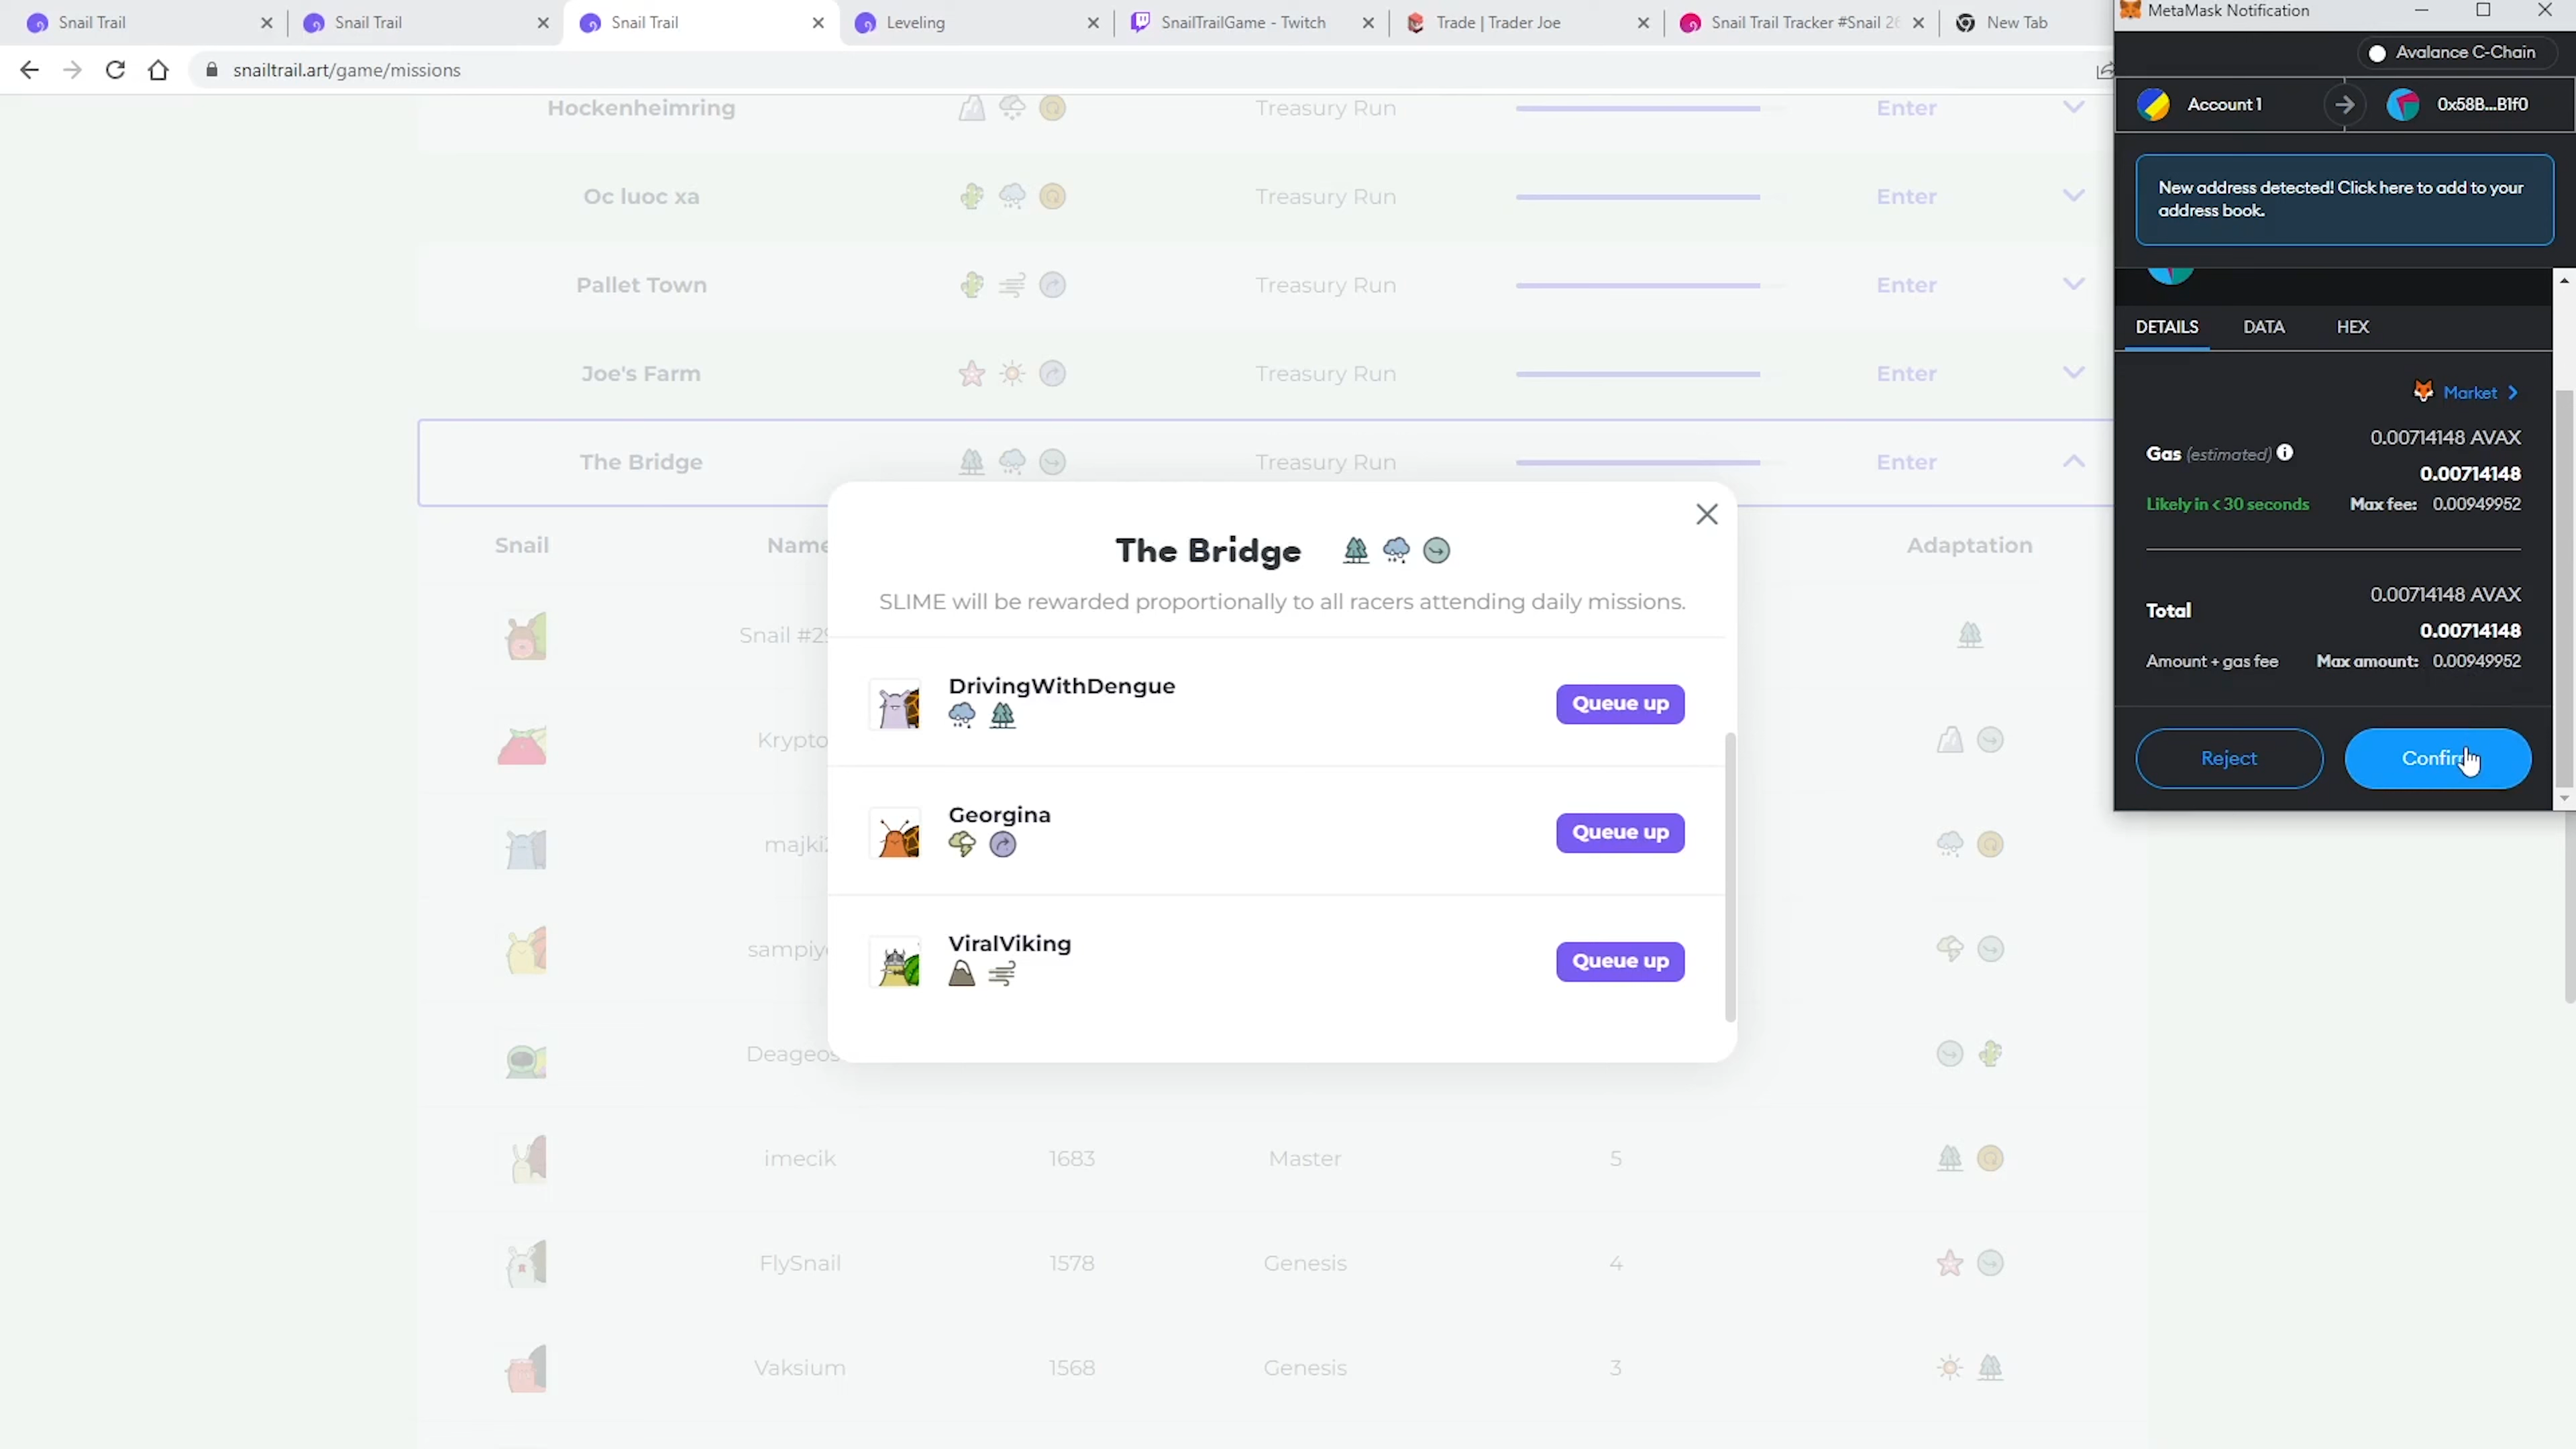 Snail Trail
Snail Trail
Snail Trail
Leveling
SnailTrailGame - Twitch
Trade | Trader Joe
Snail Trail Tracker #Snail 26
New Tab
MetaMask Notification
snailtrail.art/game/missions
Avalance C-Chain
Account 1
0x58B...B1f0
New address detected! Click here to add to your
address book.
DETAILS DATA HEX
Market
0.00714148 AVAX
Gas (estimated)
0.00714148
Likely in < 30 seconds Max fee: 0.00949952
0.00714148 AVAX
Total
0.00714148
Amount + gas fee Max amount: 0.00949952
Reject
Hockenheimring Treasury Run Enter
Oc luoc xa Treasury Run Enter
Pallet Town Treasury Run Enter
Joe's Farm Treasury Run Enter
The Bridge Treasury Run Enter
Snail Name Adaptation
The Bridge
SLIME will be rewarded proportionally to all racers attending daily missions.
DrivingWithDengue
Queue up
Georgina
Queue up
ViralViking
Queue up
Snail #29
Krypto
majki
sampiy
Deageos
imecik 1683 Master 5
FlySnail 1578 Genesis 4
Vaksium 1568 Genesis 3